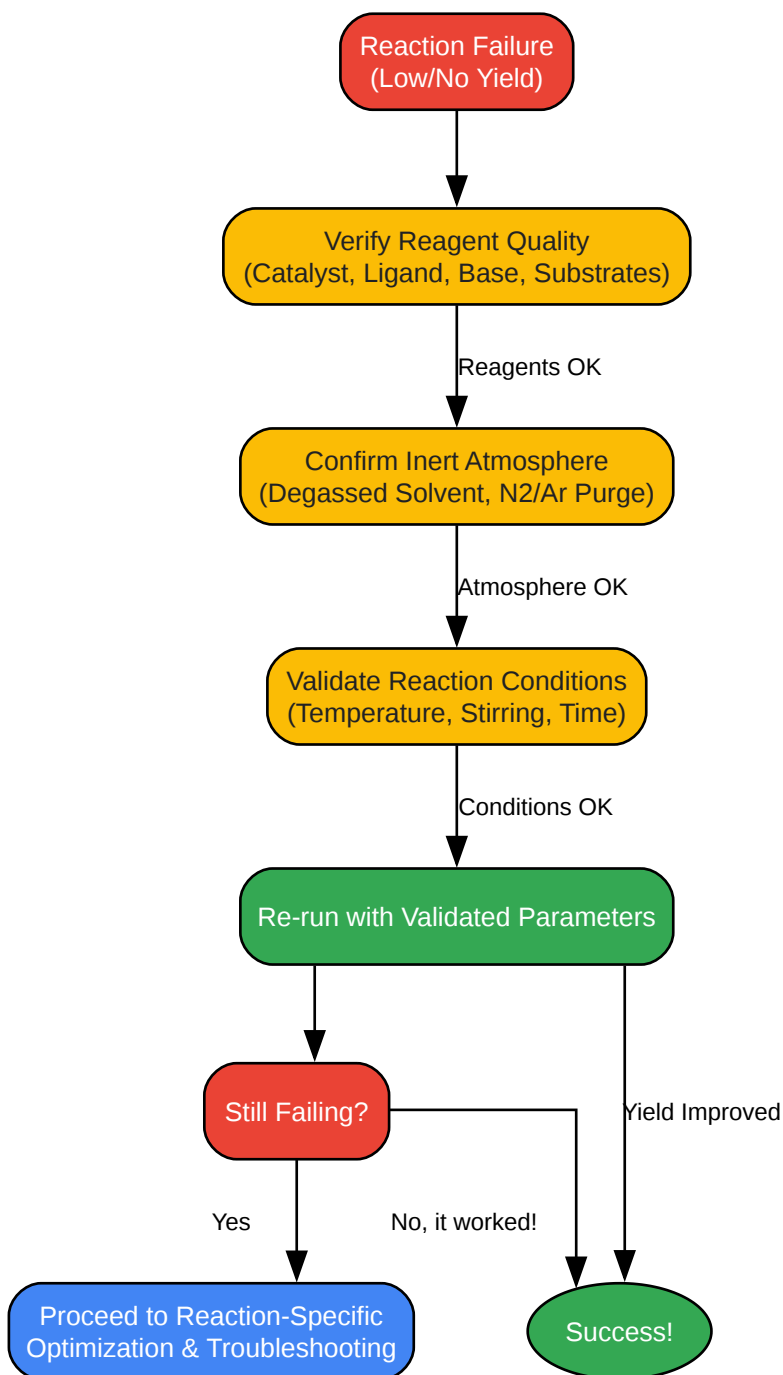 Reaction Failure
(Low/No Yield)
Verify Reagent Quality
(Catalyst, Ligand, Base, Substrates)
Reagents OK
Confirm Inert Atmosphere
(Degassed Solvent, N2/Ar Purge)
Atmosphere OK
Validate Reaction Conditions
(Temperature, Stirring, Time)
Conditions OK
Re-run with Validated Parameters
Still Failing?
Yield Improved
Yes
No, it worked!
Proceed to Reaction-Specific
Optimization & Troubleshooting
Success!